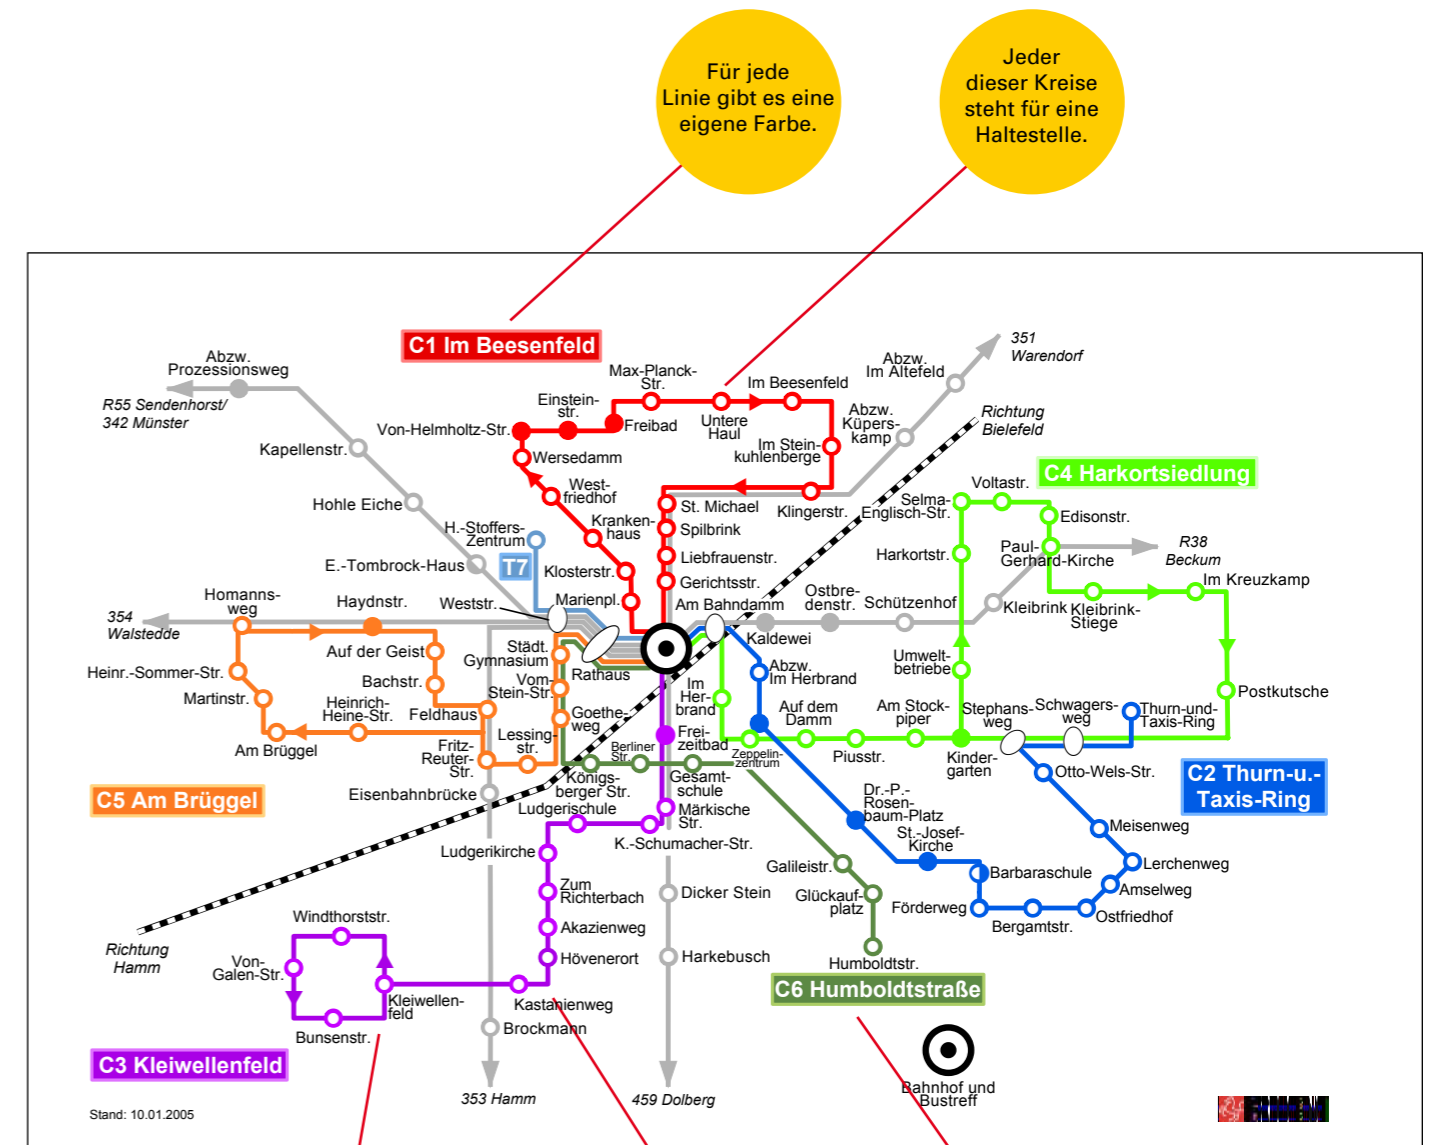 Für jede
Linie gibt es eine
eigene Farbe.
Jeder
dieser Kreise
steht für eine
Haltestelle.
C1 Im Beesenfeld
351
Warendorf
Abzw.
Prozessionsweg
R55 Sendenhorst/
342 Münster
Kapellenstr.
Hohle Eiche
E.-Tombrock-Haus
H.-Stoffers-
Zentrum
T7
Weststr.
Marienpl.
Klosterstr.
Kranken-
haus
West-
friedhof
Wersedamm
Von-Helmholtz-Str.
Einstein-
str.
Freibad
Max-Planck-
Str.
Untere
Haul
Im Beesenfeld
Im Stein-
kuhlenberge
Klingerstr.
St. Michael
Spilbrink
Liebfrauenstr.
Gerichtsstr.
Abzw.
Im Altefeld
Abzw.
Küpers-
kamp
Richtung
Bielefeld
C4 Harkortsiedlung
Selma-
Englisch-Str.
Voltastr.
Edisonstr.
Harkortstr.
Paul-
Gerhard-Kirche
R38
Beckum
Im Kreuzkamp
Kleibrink
Kleibrink-
Stiege
Umwelt-
betriebe
Postkutsche
Am Bahndamm
Ostbre-
denstr.
Schützenhof
Kaldewei
Abzw.
Im Herbrand
Im
Her-
brand
Auf dem
Damm
Am Stock-
piper
Piusstr.
Zeppelin-
zentrum
Kinder-
garten
Stephans-
weg
Schwagers-
weg
Thurn-und-
Taxis-Ring
Otto-Wels-Str.
C2 Thurn-u.-
Taxis-Ring
Meisenweg
Lerchenweg
Amselweg
Ostfriedhof
Bergamtstr.
Förderweg
Barbaraschule
St.-Josef-
Kirche
Dr.-P.-
Rosen-
baum-Platz
Galileistr.
Glückauf-
platz
Humboldtstr.
C6 Humboldtstraße
354
Walstedde
Homanns-
weg
Haydnstr.
Auf der Geist
Bachstr.
Heinr.-Sommer-Str.
Martinstr.
Am Brüggel
Heinrich-
Heine-Str.
Feldhaus
Fritz-
Reuter-
Str.
Lessing-
str.
Goethe-
weg
Vom-
Stein-Str.
Städt.
Gymnasium
Rathaus
C5 Am Brüggel
Eisenbahnbrücke
Königs-
berger Str.
Berliner
Str.
Gesamt-
schule
Frei-
zeitbad
Märkische
Str.
K.-Schumacher-Str.
Ludgerischule
Ludgerikirche
Zum
Richterbach
Akazienweg
Hövenerort
Kastanienweg
Dicker Stein
Harkebusch
Richtung
Hamm
Windthorststr.
Von-
Galen-Str.
Kleiwellen-
feld
Bunsenstr.
C3 Kleiwellenfeld
Brockmann
353 Hamm
459 Dolberg
Bahnhof und
Bustreff
Stand: 10.01.2005